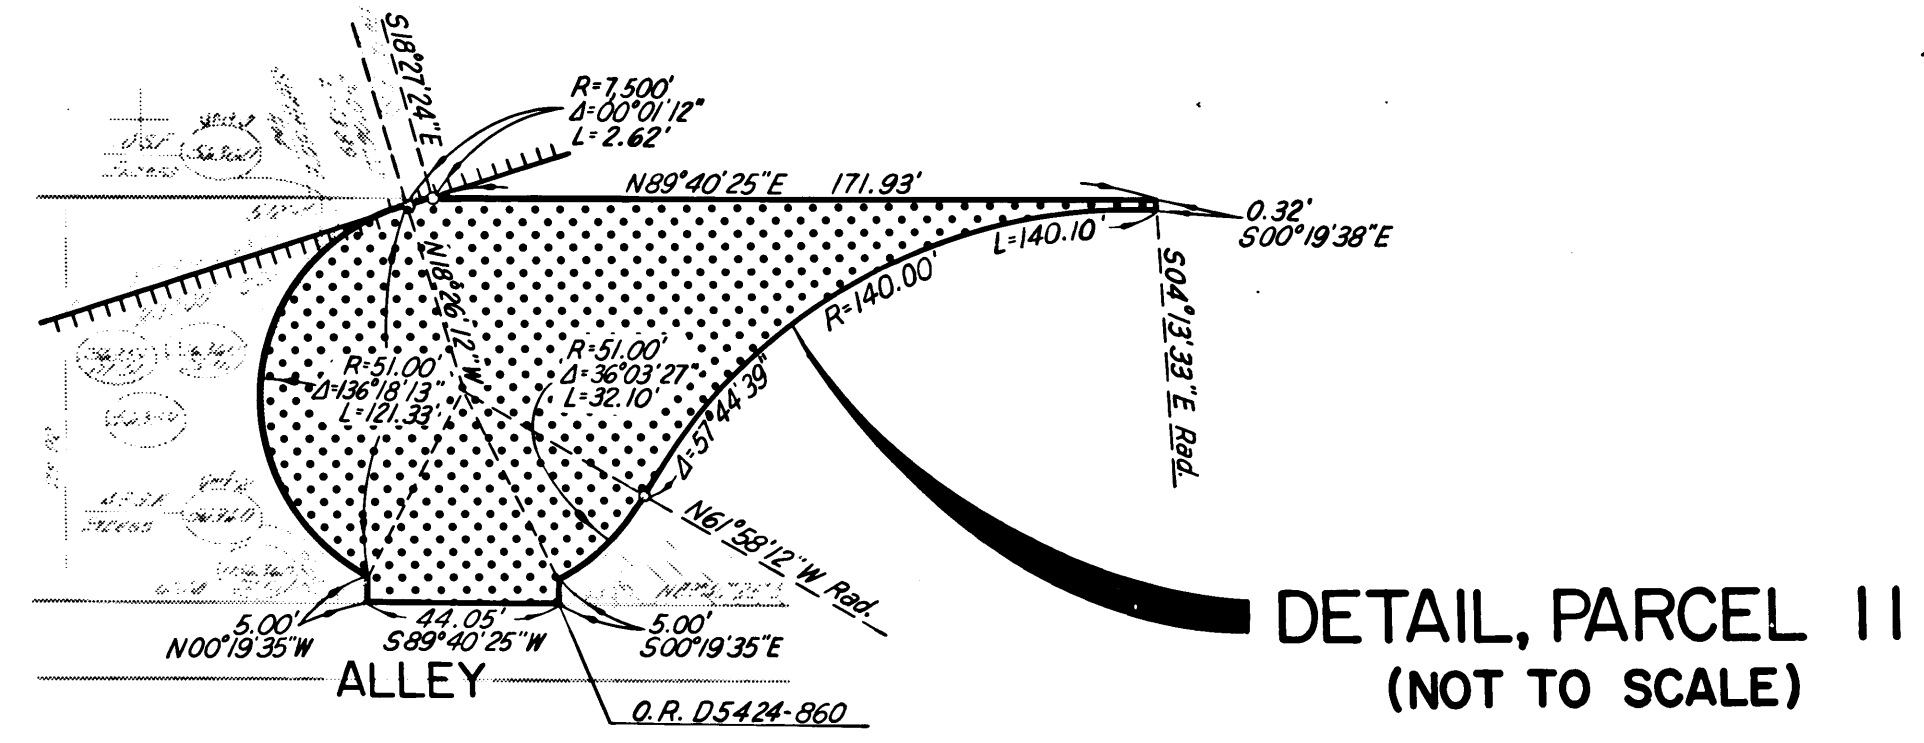 S18°27'24"E
R=7,500'
Δ=00°01'12"
L=2.62'
N89°40'25"E 171.93'
0.32'
S00°19'38"E
L=140.10'
R=140.00'
Δ=57°44'39"
S04°13'33"E Rad.
N18°26'12"W
R=51.00'
Δ=136°18'13"
L=121.33'
R=51.00'
Δ=36°03'27"
L=32.10'
N61°58'12"W Rad.
5.00'
N00°19'35"W
44.05'
S89°40'25"W
5.00'
S00°19'35"E
ALLEY
O.R. D5424-860
DETAIL, PARCEL 11
(NOT TO SCALE)